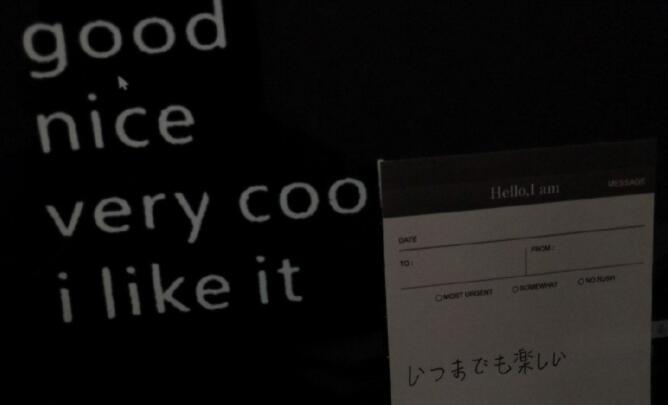 good
nice
very coo
i like it
Hello,I am
MESSAGE
DATE
TO :
FROM :
MOST URGENT
SOMEWHAT
NO RUSH
いつまでも楽しい